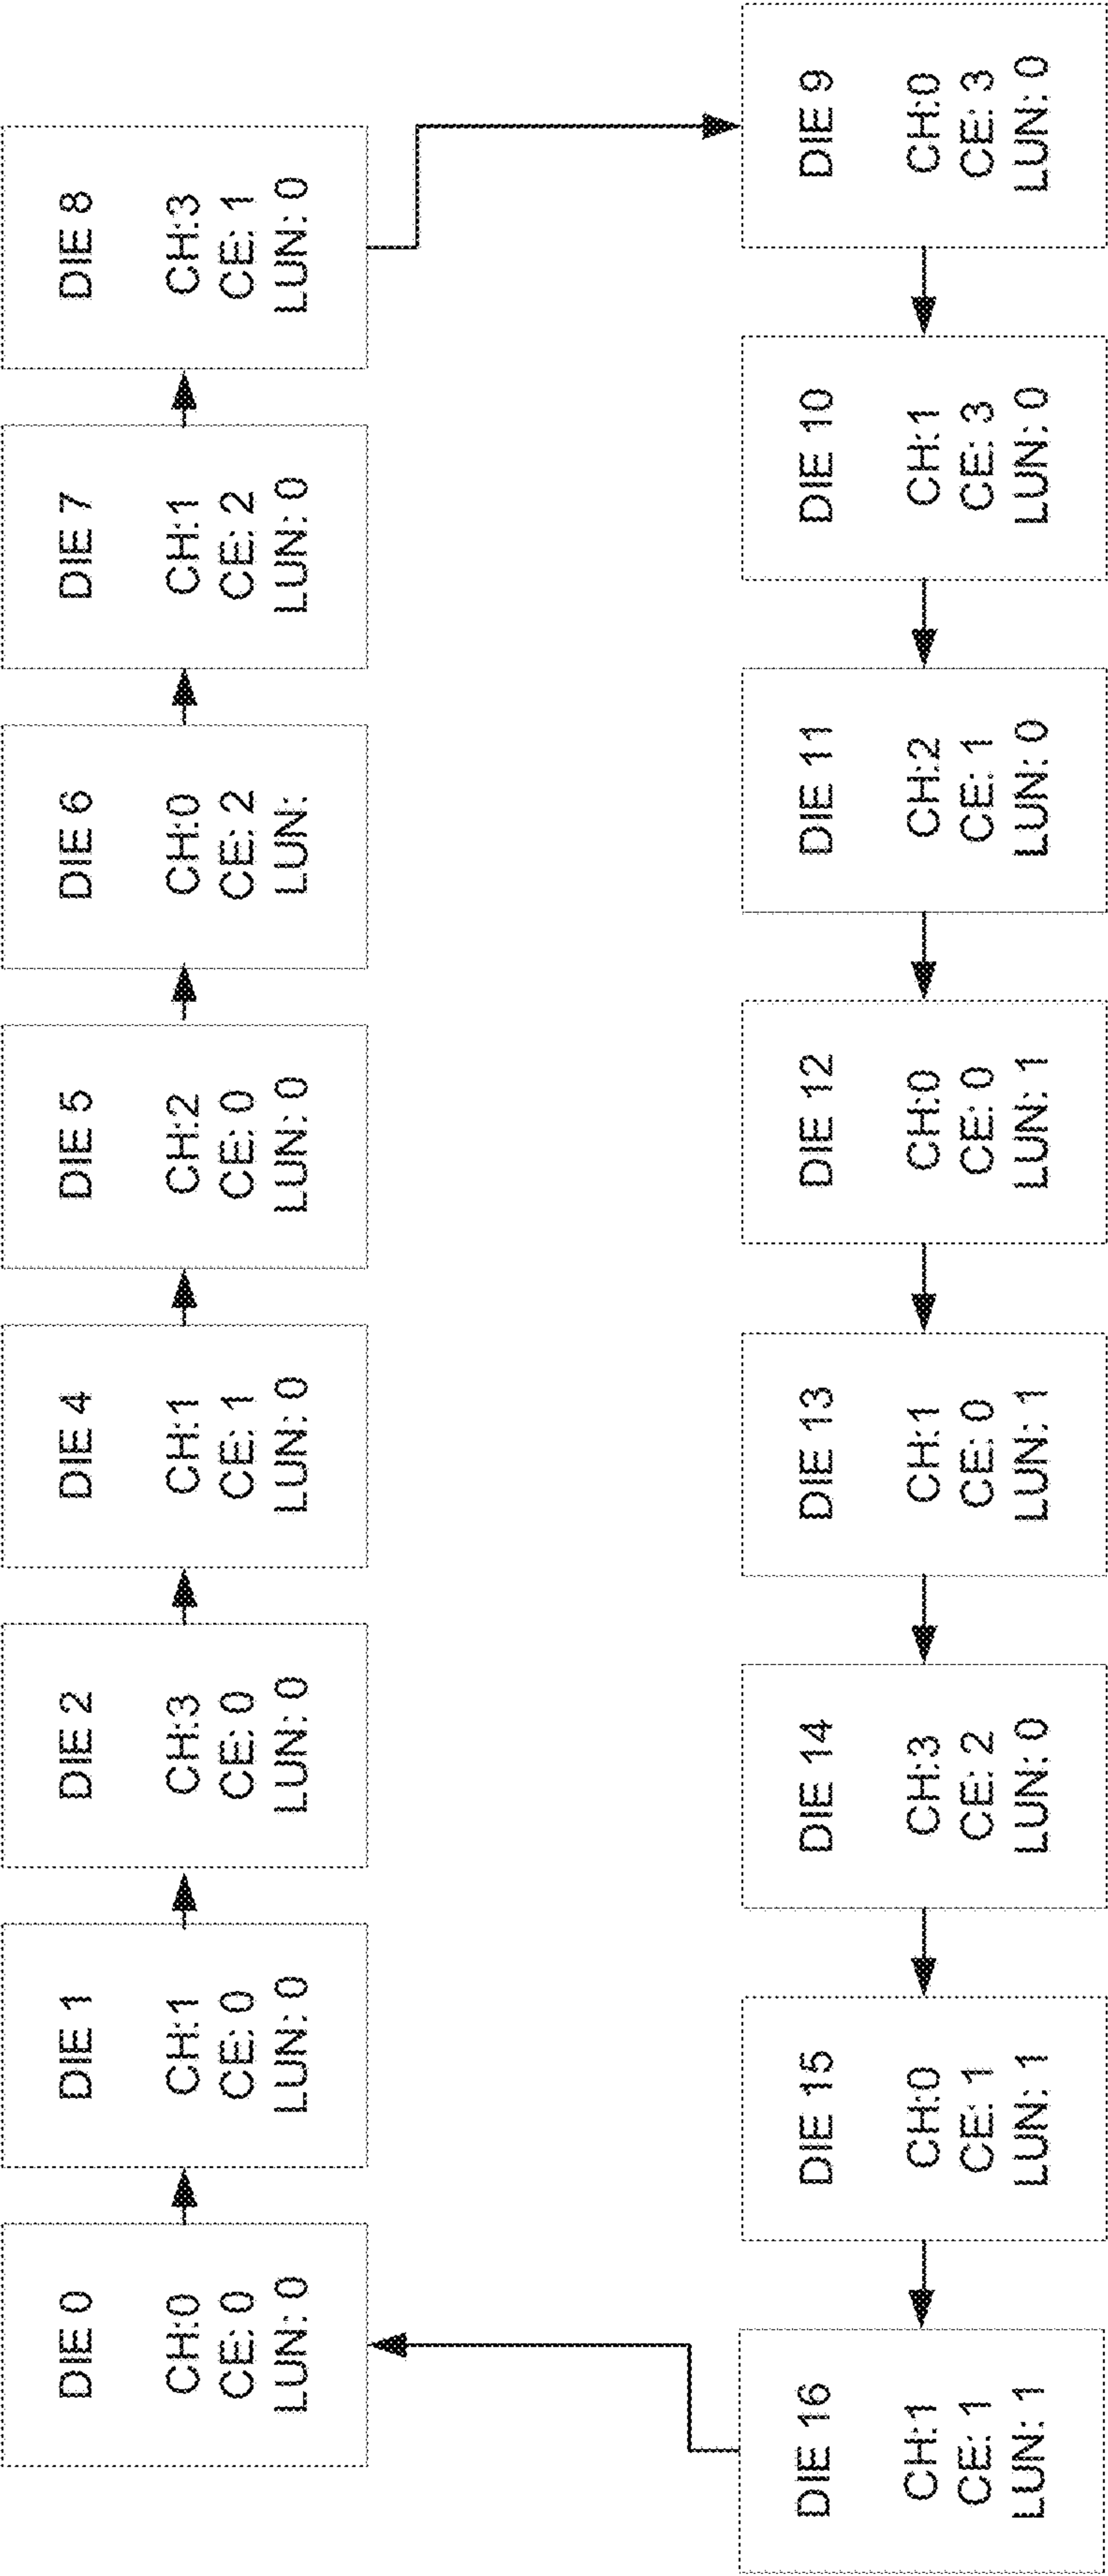 DIE 0
CH:0
CE: 0
LUN: 0
DIE 1
CH:1
CE: 0
LUN: 0
DIE 2
CH:3
CE: 0
LUN: 0
DIE 4
CH:1
CE: 1
LUN: 0
DIE 5
CH:2
CE: 0
LUN: 0
DIE 6
CH:0
CE: 2
LUN:
DIE 7
CH:1
CE: 2
LUN: 0
DIE 8
CH:3
CE: 1
LUN: 0
DIE 9
CH:0
CE: 3
LUN: 0
DIE 10
CH:1
CE: 3
LUN: 0
DIE 11
CH:2
CE: 1
LUN: 0
DIE 12
CH:0
CE: 0
LUN: 1
DIE 13
CH:1
CE: 0
LUN: 1
DIE 14
CH:3
CE: 2
LUN: 0
DIE 15
CH:0
CE: 1
LUN: 1
DIE 16
CH:1
CE: 1
LUN: 1